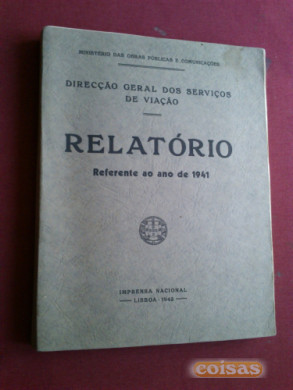 MINISTÉRIO DAS OBRAS PÚBLICAS E COMUNICAÇÕES
DIRECÇÃO GERAL DOS SERVIÇOS
DE VIAÇÃO
RELATÓRIO
Referente ao ano de 1941
IMPRENSA NACIONAL
LISBOA · 1942
coisas